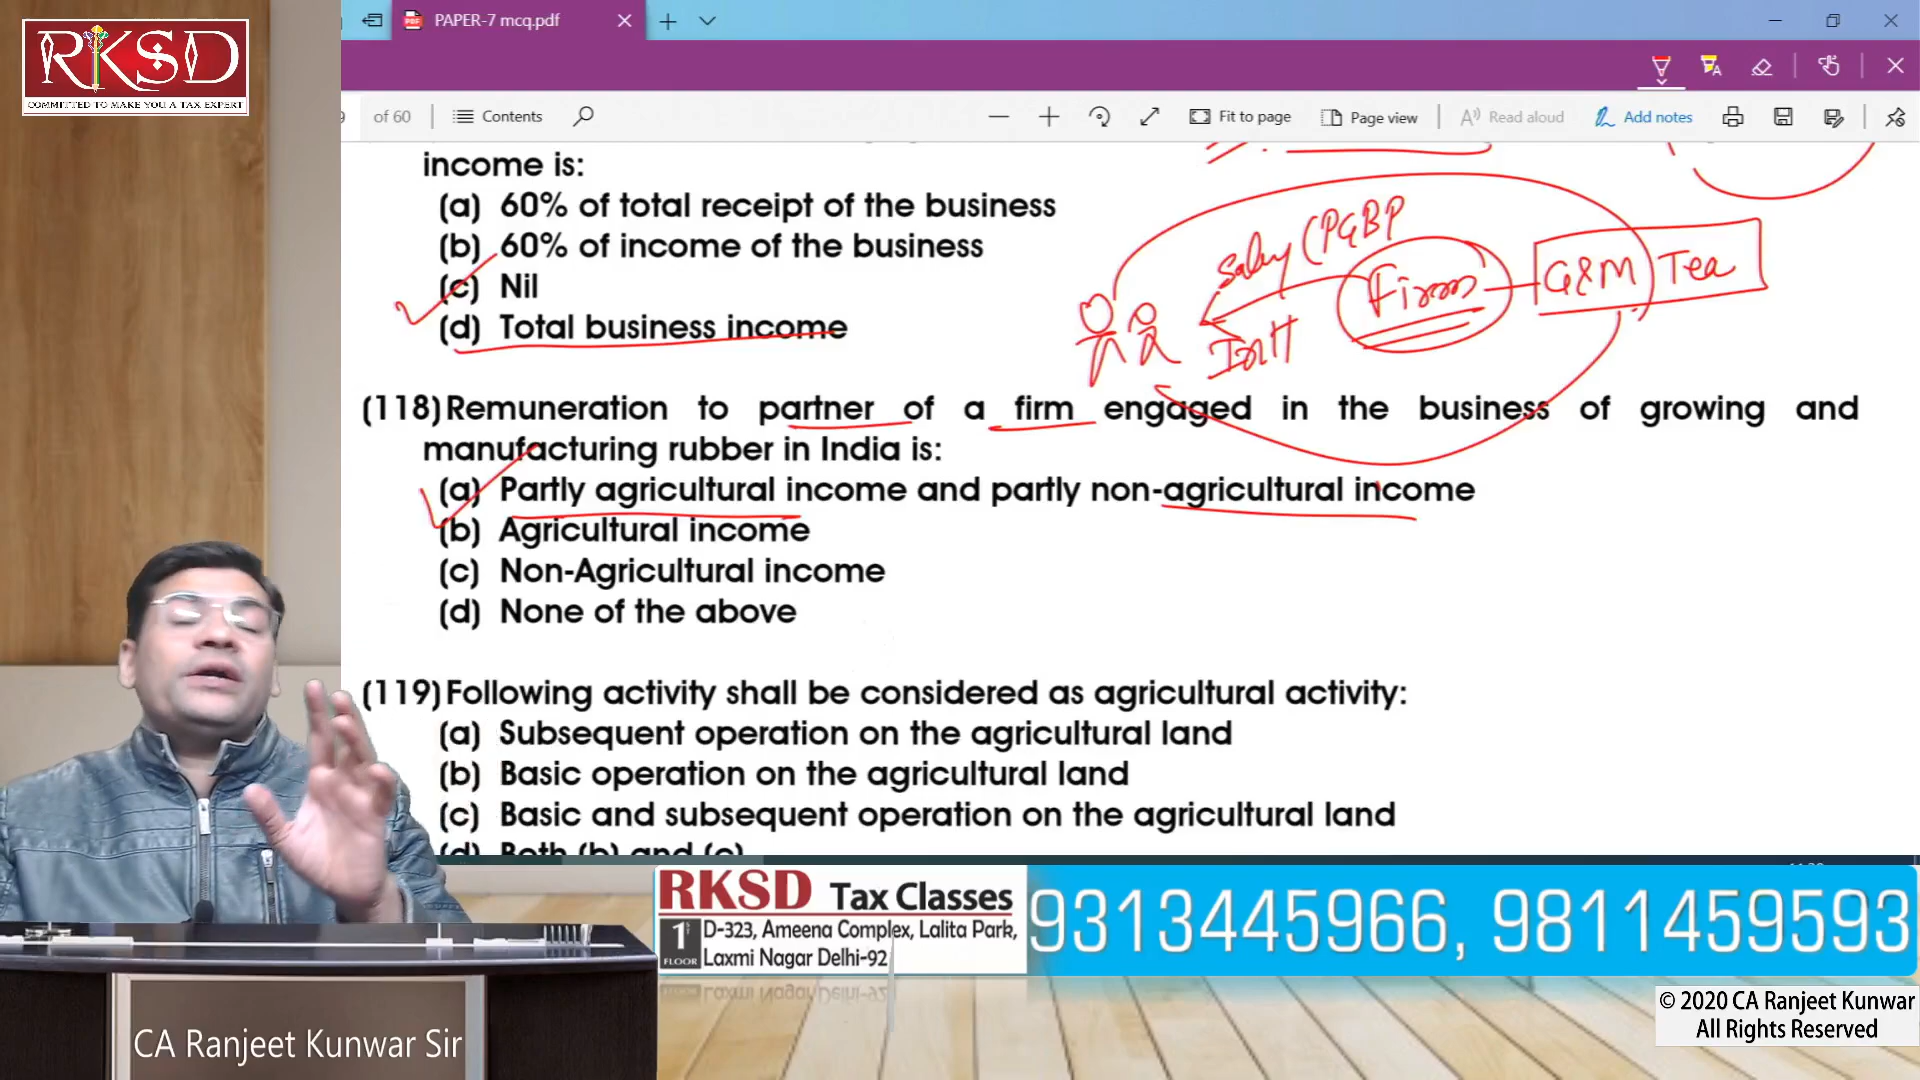 RKSD
COMMITTED TO MAKE YOU A TAX EXPERT
PAPER-7 mcq.pdf
of 60
Contents
Fit to page
Page view
Read aloud
Add notes
income is:
(a) 60% of total receipt of the business
(b) 60% of income of the business
(c) Nil
(d) Total business income
Salary (PGBP
Firm
G&M Tea
Int
(118) Remuneration to partner of a firm engaged in the business of growing and
manufacturing rubber in India is:
(a) Partly agricultural income and partly non-agricultural income
(b) Agricultural income
(c) Non-Agricultural income
(d) None of the above
(119) Following activity shall be considered as agricultural activity:
(a) Subsequent operation on the agricultural land
(b) Basic operation on the agricultural land
(c) Basic and subsequent operation on the agricultural land
(d) Both (b) and (c)
RKSD Tax Classes
1ST FLOOR
D-323, Ameena Complex, Lalita Park,
Laxmi Nagar Delhi-92
9313445966, 9811459593
CA Ranjeet Kunwar Sir
© 2020 CA Ranjeet Kunwar
All Rights Reserved